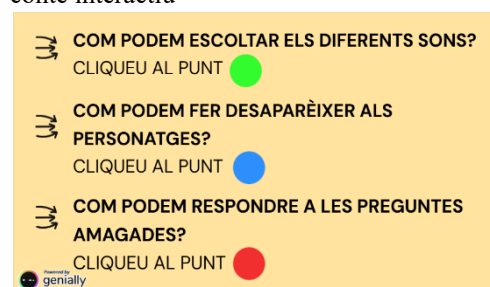 conte interactiu
COM PODEM ESCOLTAR ELS DIFERENTS SONS?
CLIQUEU AL PUNT
COM PODEM FER DESAPARÈIXER ALS
PERSONATGES?
CLIQUEU AL PUNT
COM PODEM RESPONDRE A LES PREGUNTES
AMAGADES?
CLIQUEU AL PUNT
Powered by
genially